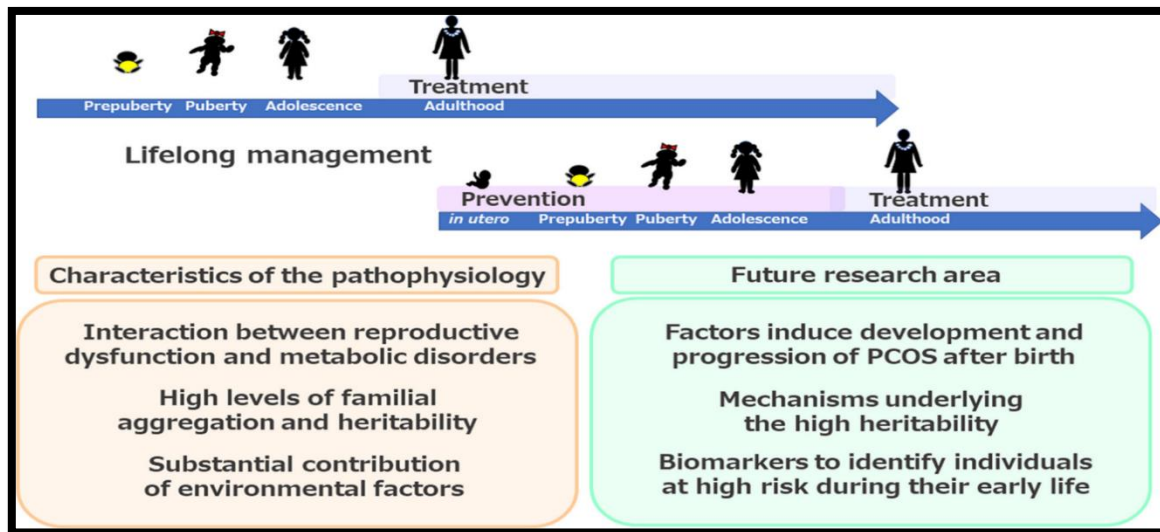 Treatment
Prepuberty Puberty Adolescence Adulthood
Lifelong management
Prevention Treatment
in utero Prepuberty Puberty Adolescence Adulthood
Characteristics of the pathophysiology
Interaction between reproductive
dysfunction and metabolic disorders
High levels of familial
aggregation and heritability
Substantial contribution
of environmental factors
Future research area
Factors induce development and
progression of PCOS after birth
Mechanisms underlying
the high heritability
Biomarkers to identify individuals
at high risk during their early life